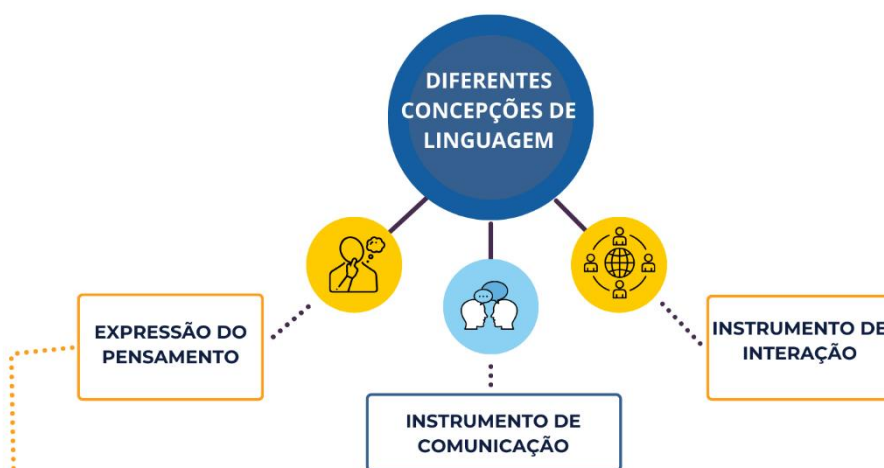 DIFERENTES
CONCEPÇÕES DE
LINGUAGEM
EXPRESSÃO DO
PENSAMENTO
INSTRUMENTO DE
INTERAÇÃO
INSTRUMENTO DE
COMUNICAÇÃO